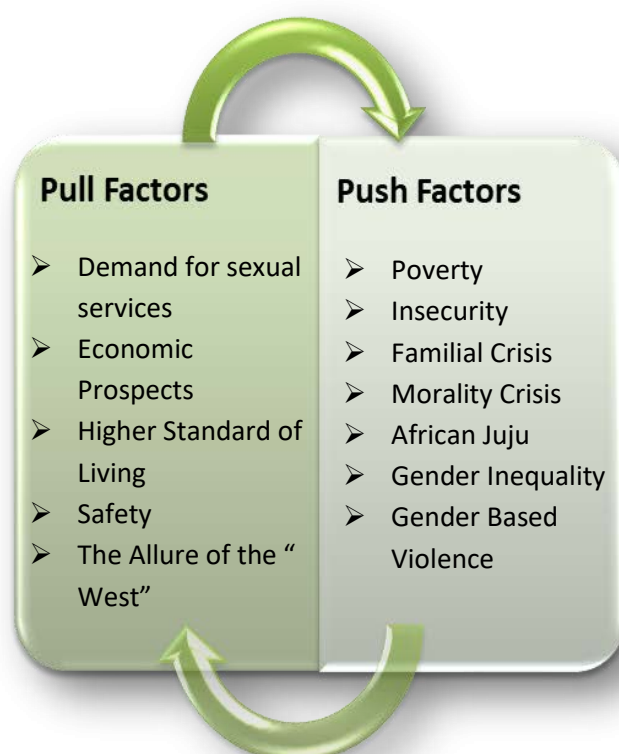 Pull Factors
➢ Demand for sexual
services
➢ Economic
Prospects
➢ Higher Standard of
Living
➢ Safety
➢ The Allure of the “
West”
Push Factors
➢ Poverty
➢ Insecurity
➢ Familial Crisis
➢ Morality Crisis
➢ African Juju
➢ Gender Inequality
➢ Gender Based
Violence